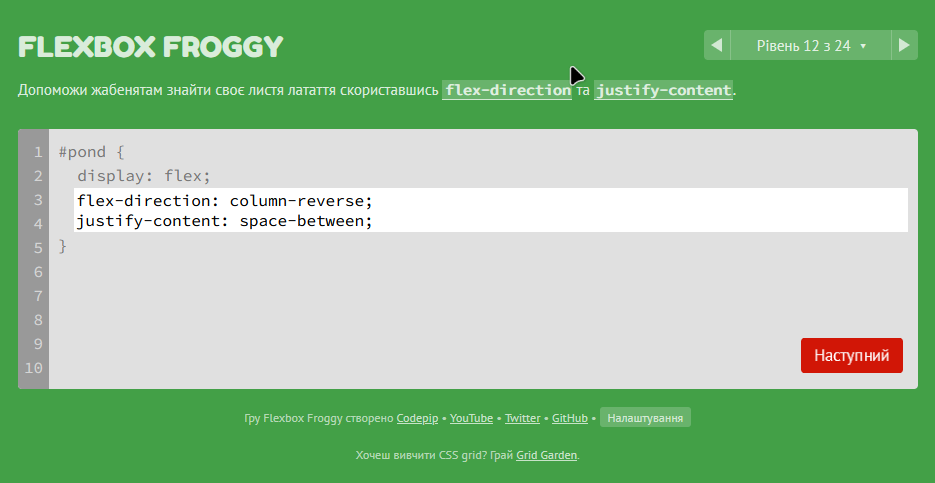 FLEXBOX FROGGY
◀ Рівень 12 з 24 ▾ ▶
Допоможи жабенятам знайти своє листя латаття скориставшись flex-direction та justify-content.
1 #pond {
2 display: flex;
3 flex-direction: column-reverse;
4 justify-content: space-between;
5 }
6
7
8
9
10
Наступний
Гру Flexbox Froggy створено Codepip • YouTube • Twitter • GitHub • Налаштування
Хочеш вивчити CSS grid? Грай Grid Garden.